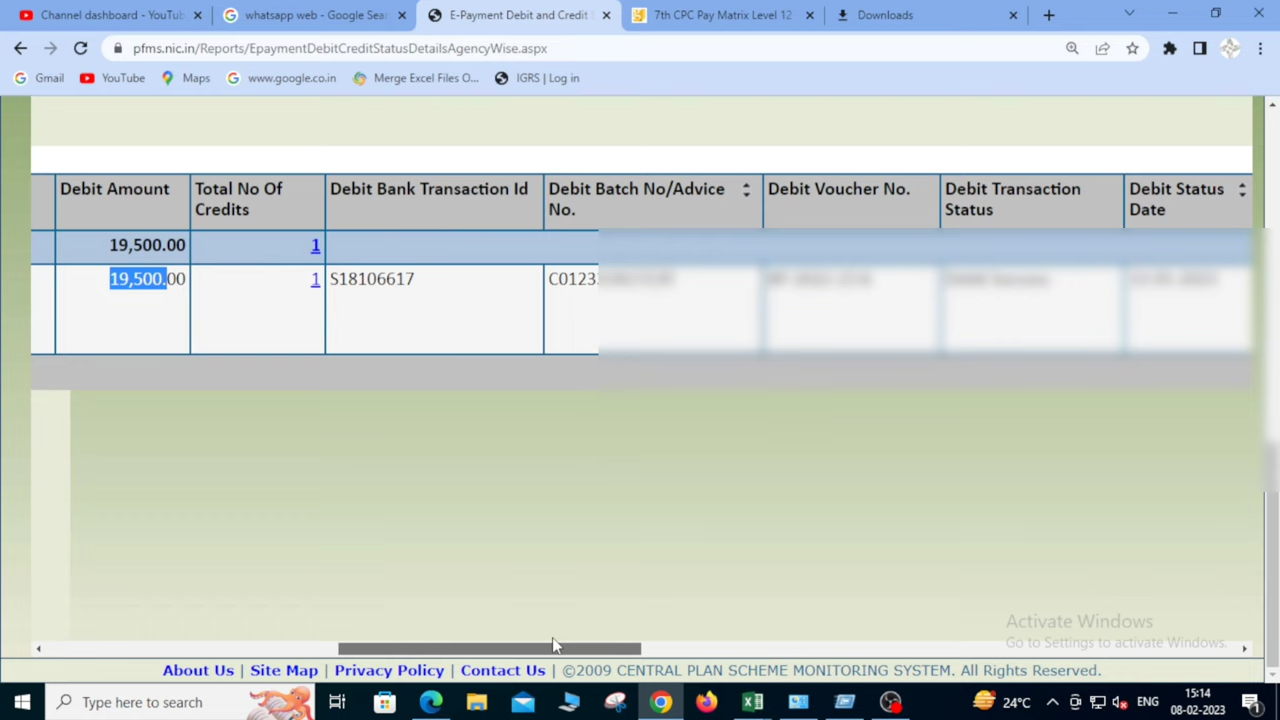 Channel dashboard - YouTu
whatsapp web - Google Sear
E-Payment Debit and Credit S
7th CPC Pay Matrix Level 12
Downloads
pfms.nic.in/Reports/EpaymentDebitCreditStatusDetailsAgencyWise.aspx
Gmail YouTube Maps www.google.co.in Merge Excel Files O... IGRS | Log in
Debit Amount
Total No Of
Credits
Debit Bank Transaction Id
Debit Batch No/Advice
No.
Debit Voucher No.
Debit Transaction
Status
Debit Status
Date
19,500.00 1
19,500.00 1 S18106617 C0123
Activate Windows
Go to Settings to activate Windows.
About Us | Site Map | Privacy Policy | Contact Us | ©2009 CENTRAL PLAN SCHEME MONITORING SYSTEM. All Rights Reserved.
Type here to search
24°C
ENG
15:14
08-02-2023
1